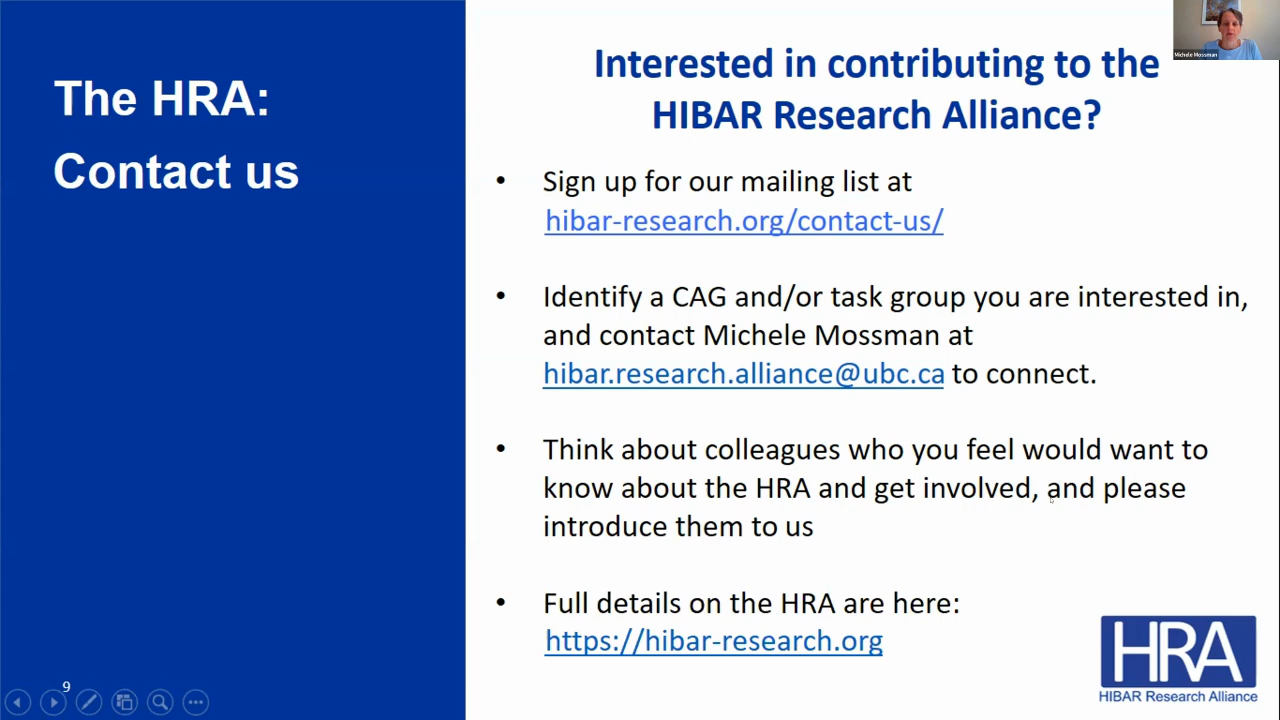 The HRA:
Contact us
Interested in contributing to the
HIBAR Research Alliance?
• Sign up for our mailing list at
hibar-research.org/contact-us/
• Identify a CAG and/or task group you are interested in,
and contact Michele Mossman at
hibar.research.alliance@ubc.ca to connect.
• Think about colleagues who you feel would want to
know about the HRA and get involved, and please
introduce them to us
• Full details on the HRA are here:
https://hibar-research.org
9
HRA
HIBAR Research Alliance
Michele Mossman